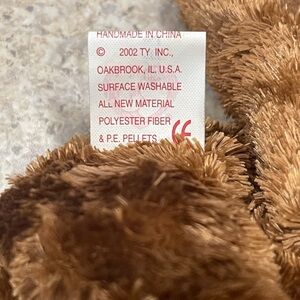 HANDMADE IN CHINA
© 2002 TY INC.,
OAKBROOK, IL. U.S.A.
SURFACE WASHABLE
ALL NEW MATERIAL
POLYESTER FIBER
& P.E. PELLETS CE